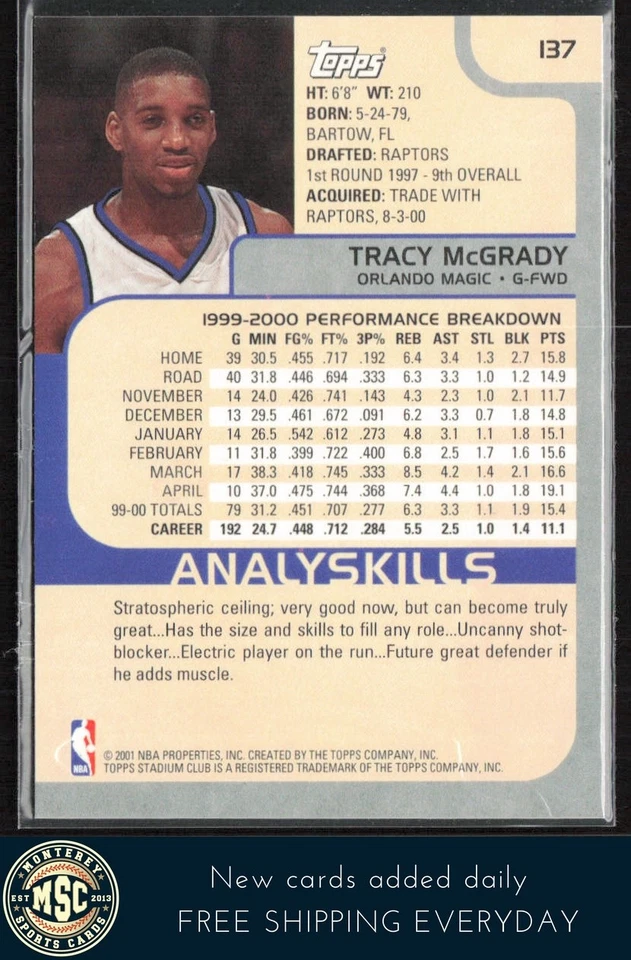 Topps
137
HT: 6'8" WT: 210
BORN: 5-24-79,
BARTOW, FL
DRAFTED: RAPTORS
1st ROUND 1997 - 9th OVERALL
ACQUIRED: TRADE WITH
RAPTORS, 8-3-00
TRACY McGRADY
ORLANDO MAGIC • G-FWD
1999-2000 PERFORMANCE BREAKDOWN
G MIN FG% FT% 3P% REB AST STL BLK PTS
HOME 39 30.5 .455 .717 .192 6.4 3.4 1.3 2.7 15.8
ROAD 40 31.8 .446 .694 .333 6.3 3.3 1.0 1.2 14.9
NOVEMBER 14 24.0 .426 .741 .143 4.3 2.3 1.0 2.1 11.7
DECEMBER 13 29.5 .461 .672 .091 6.2 3.3 0.7 1.8 14.8
JANUARY 14 26.5 .542 .612 .273 4.8 3.1 1.1 1.8 15.1
FEBRUARY 11 31.8 .399 .722 .400 6.8 2.5 1.7 1.6 15.6
MARCH 17 38.3 .418 .745 .333 8.5 4.2 1.4 2.1 16.6
APRIL 10 37.0 .475 .744 .368 7.4 4.4 1.0 1.8 19.1
99-00 TOTALS 79 31.2 .451 .707 .277 6.3 3.3 1.1 1.9 15.4
CAREER 192 24.7 .448 .712 .284 5.5 2.5 1.0 1.4 11.1
ANALYSKILLS
Stratospheric ceiling; very good now, but can become truly
great...Has the size and skills to fill any role...Uncanny shot-
blocker...Electric player on the run...Future great defender if
he adds muscle.
NBA
© 2001 NBA PROPERTIES, INC. CREATED BY THE TOPPS COMPANY, INC.
TOPPS STADIUM CLUB IS A REGISTERED TRADEMARK OF THE TOPPS COMPANY, INC.
MONTEREY
EST MSC 2013
SPORTS CARDS
New cards added daily
FREE SHIPPING EVERYDAY